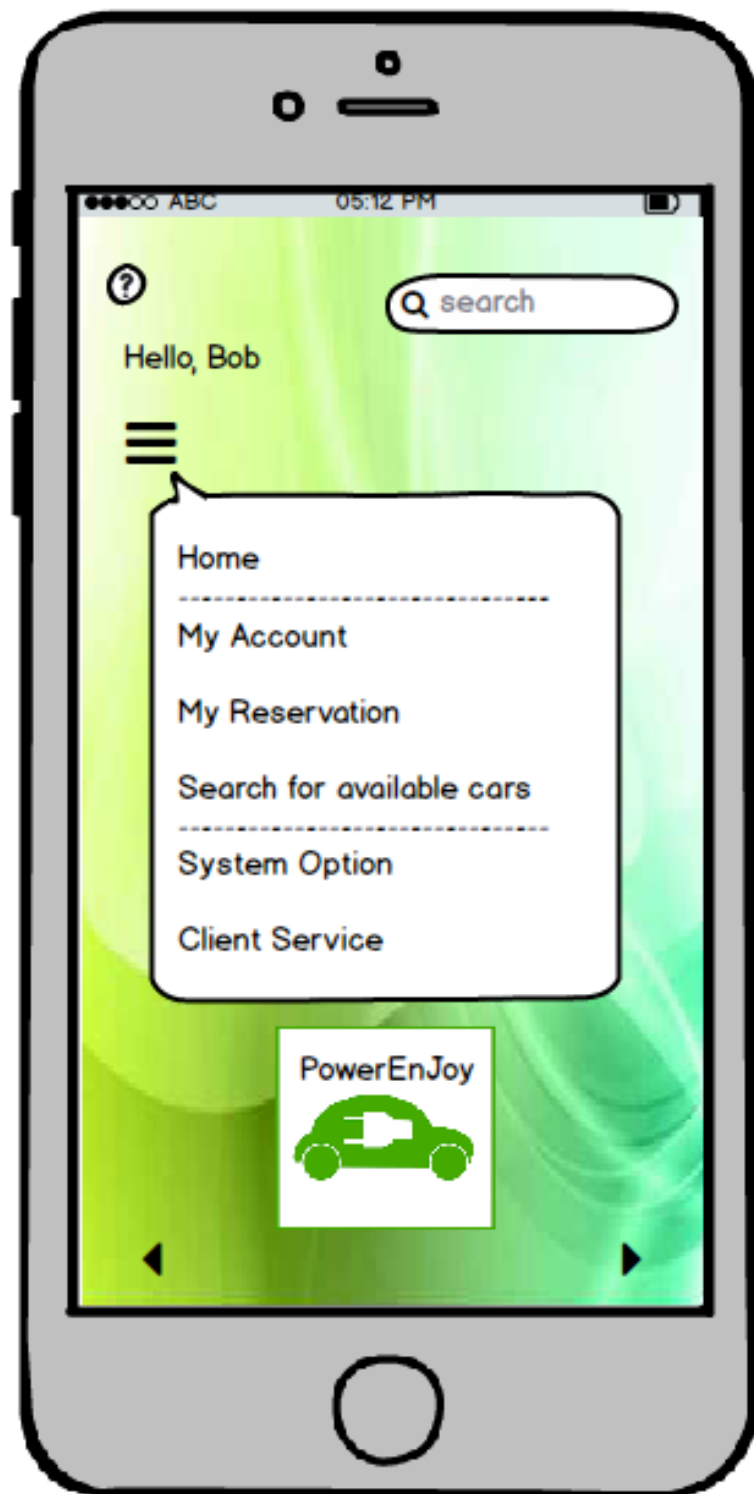 ABC 05:12 PM
?
search
Hello, Bob
Home
My Account
My Reservation
Search for available cars
System Option
Client Service
PowerEnJoy